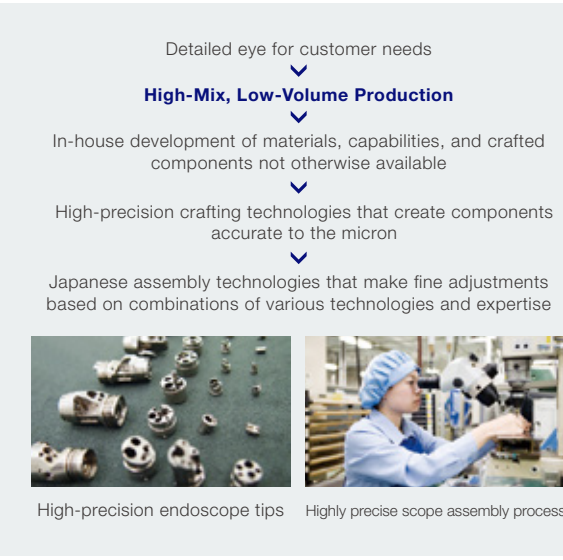 Detailed eye for customer needs
High-Mix, Low-Volume Production
In-house development of materials, capabilities, and crafted
components not otherwise available
High-precision crafting technologies that create components
accurate to the micron
Japanese assembly technologies that make fine adjustments
based on combinations of various technologies and expertise
High-precision endoscope tips
Highly precise scope assembly process